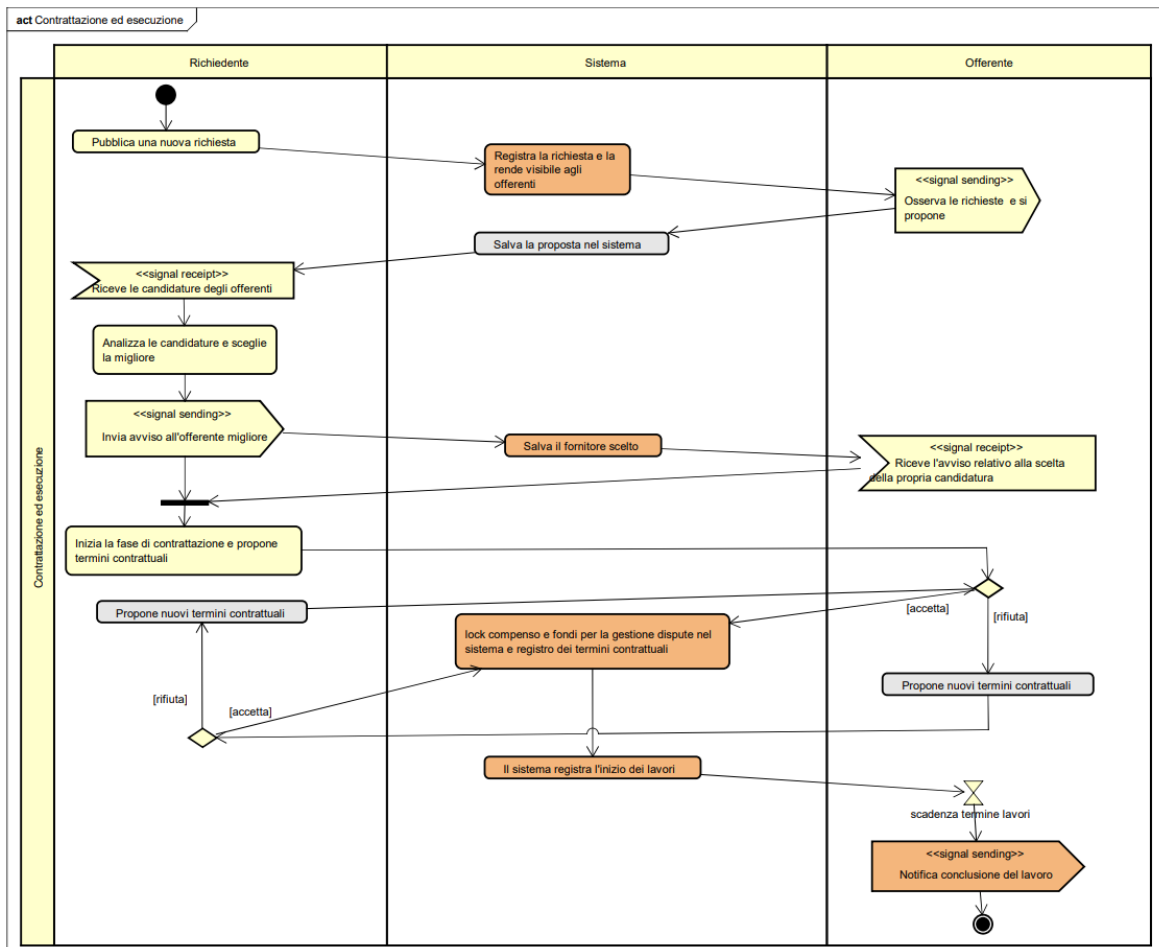 act Contrattazione ed esecuzione
Richiedente
Sistema
Offerente
Contrattazione ed esecuzione
Pubblica una nuova richiesta
Registra la richiesta e la
rende visibile agli
offerenti
<<signal sending>>
Osserva le richieste e si
propone
Salva la proposta nel sistema
<<signal receipt>>
Riceve le candidature degli offerenti
Analizza le candidature e sceglie
la migliore
<<signal sending>>
Invia avviso all'offerente migliore
Salva il fornitore scelto
<<signal receipt>>
Riceve l'avviso relativo alla scelta
della propria candidatura
Inizia la fase di contrattazione e propone
termini contrattuali
Propone nuovi termini contrattuali
lock compenso e fondi per la gestione dispute nel
sistema e registro dei termini contrattuali
[accetta]
[rifiuta]
Propone nuovi termini contrattuali
[rifiuta]
[accetta]
Il sistema registra l'inizio dei lavori
scadenza termine lavori
<<signal sending>>
Notifica conclusione del lavoro